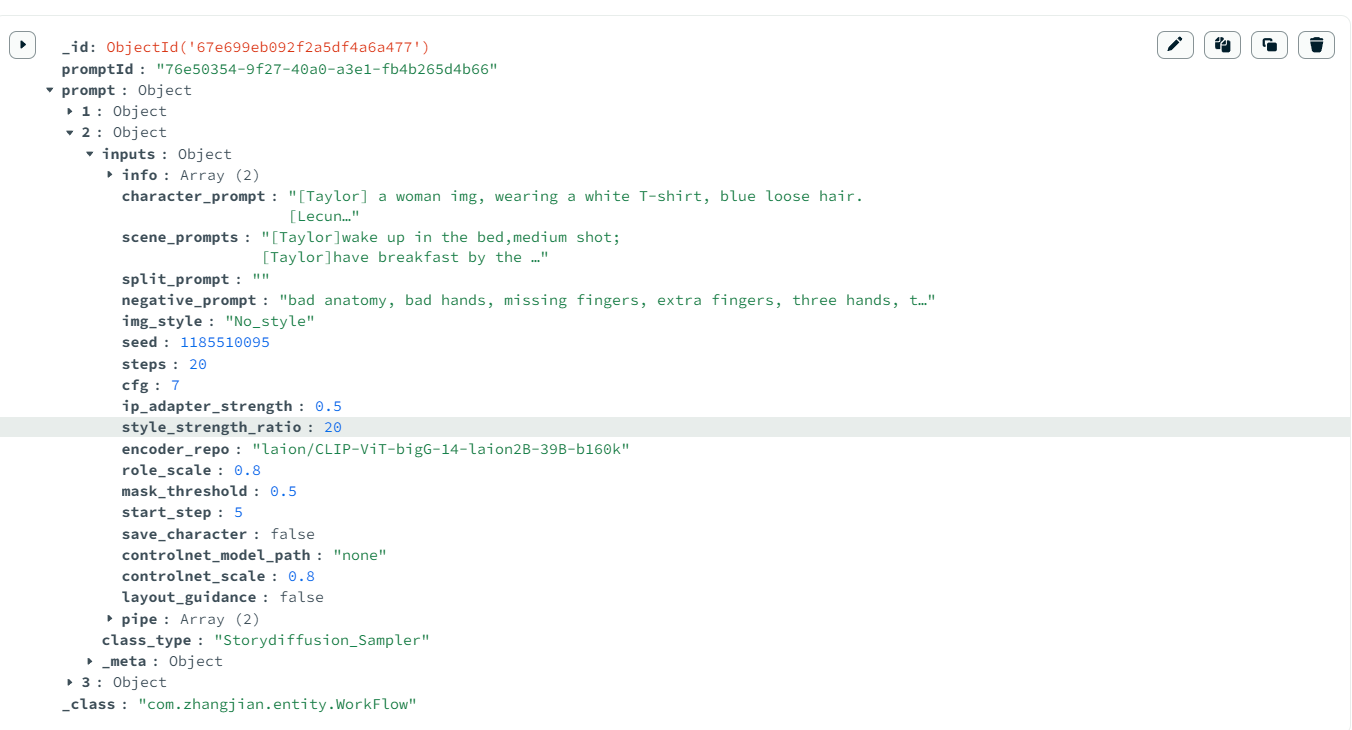 _id: ObjectId('67e699eb092f2a5df4a6a477')
promptId : "76e50354-9f27-40a0-a3e1-fb4b265d4b66"
prompt : Object
1 : Object
2 : Object
inputs : Object
info : Array (2)
character_prompt : "[Taylor] a woman img, wearing a white T-shirt, blue loose hair.
[Lecun…"
scene_prompts : "[Taylor]wake up in the bed,medium shot;
[Taylor]have breakfast by the …"
split_prompt : ""
negative_prompt : "bad anatomy, bad hands, missing fingers, extra fingers, three hands, t…"
img_style : "No_style"
seed : 1185510095
steps : 20
cfg : 7
ip_adapter_strength : 0.5
style_strength_ratio : 20
encoder_repo : "laion/CLIP-ViT-bigG-14-laion2B-39B-b160k"
role_scale : 0.8
mask_threshold : 0.5
start_step : 5
save_character : false
controlnet_model_path : "none"
controlnet_scale : 0.8
layout_guidance : false
pipe : Array (2)
class_type : "Storydiffusion_Sampler"
_meta : Object
3 : Object
_class : "com.zhangjian.entity.WorkFlow"